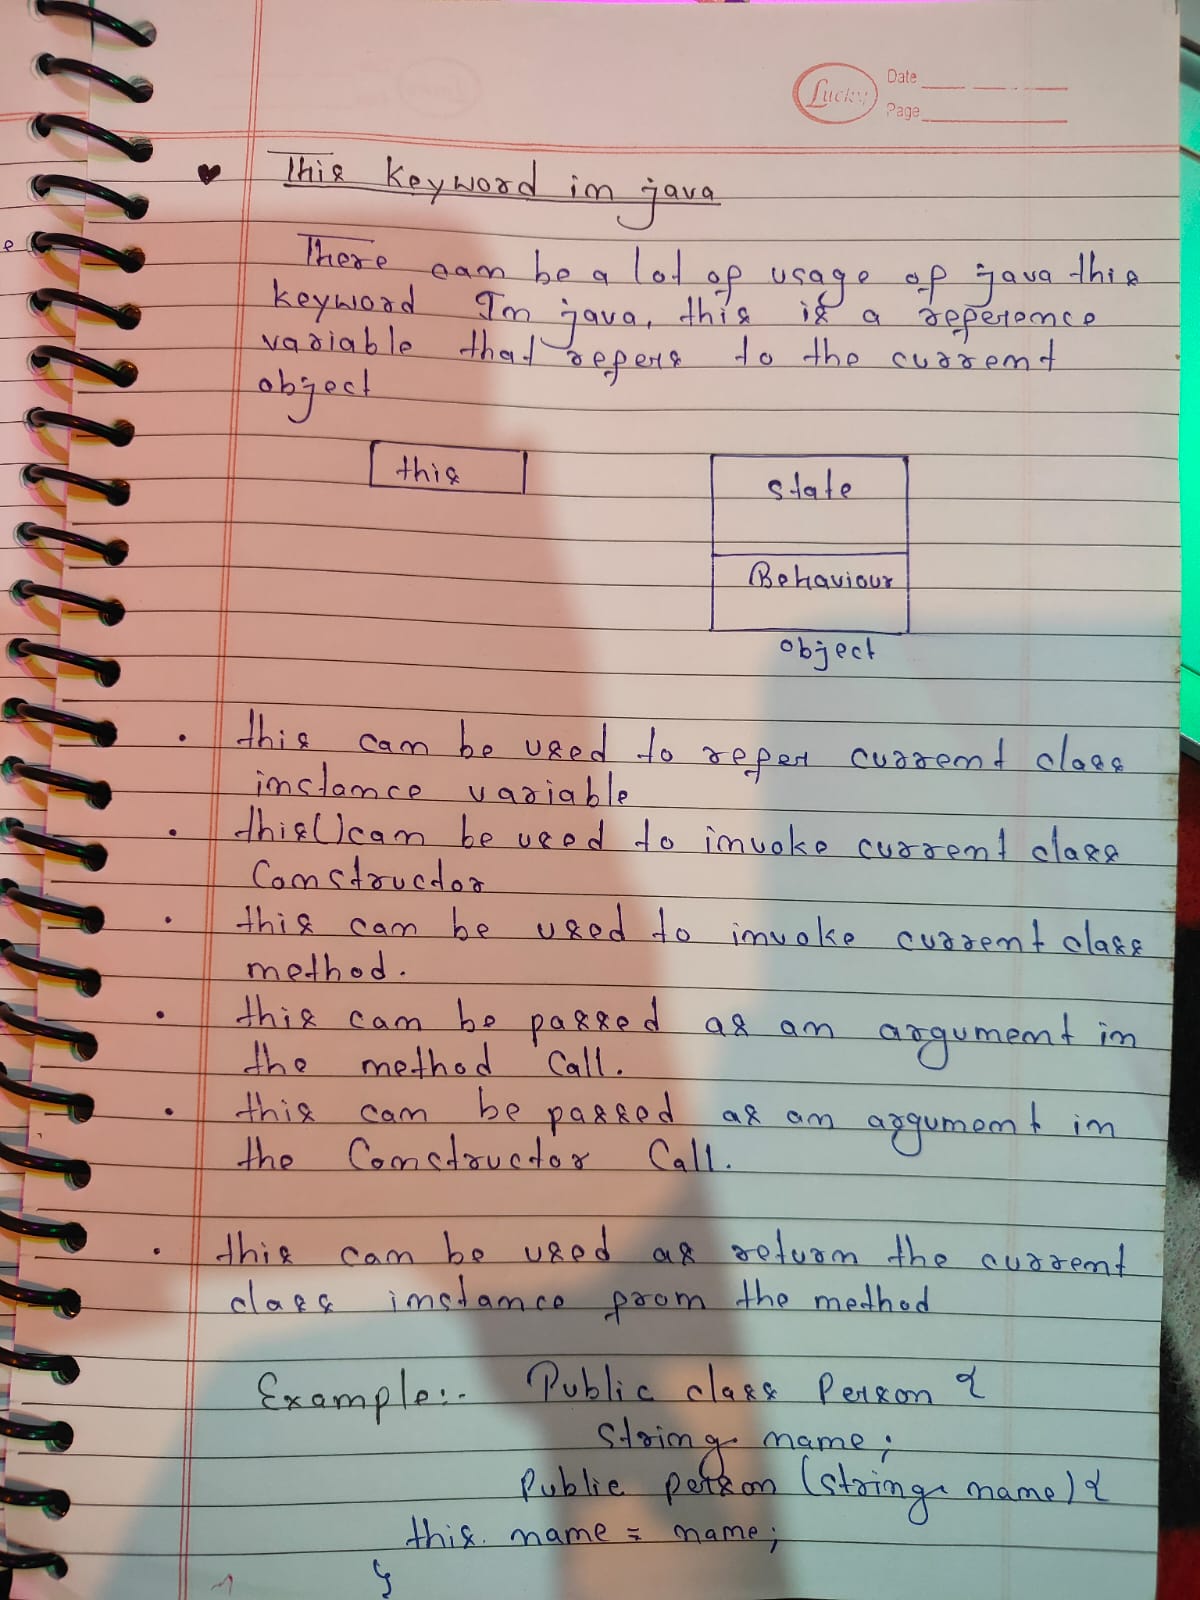 Lucky
Date
Page
♥ This keyword in java
There can be a lot of usage of java this
keyword In java, this is a reference
variable that refers to the current
object
this
State
Behaviour
object
• this can be used to refer current class
instance variable
• this() can be used to invoke current class
Constructor
• this can be used to invoke current class
method.
• this can be passed as an argument in
the method Call.
• this can be passed as an argument in
the Constructor Call.
• this can be used as return the current
class instance from the method
Example:- Public class Person {
String name;
Public person (string name) {
this. name = name;
}